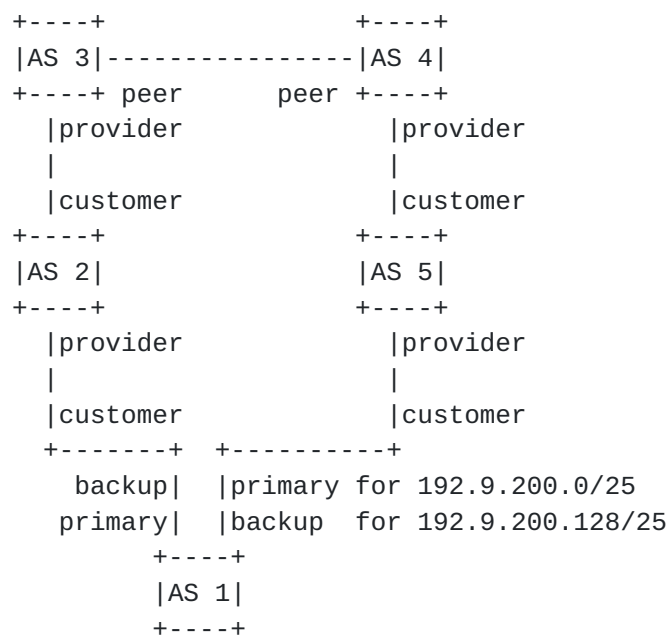 +----+                +----+
|AS 3|----------------|AS 4|
+----+ peer      peer +----+
  |provider             |provider
  |                     |
  |customer             |customer
+----+                +----+
|AS 2|                |AS 5|
+----+                +----+
  |provider             |provider
  |                     |
  |customer             |customer
  +-------+  +----------+
    backup|  |primary for 192.9.200.0/25
   primary|  |backup  for 192.9.200.128/25
         +----+
         |AS 1|
         +----+